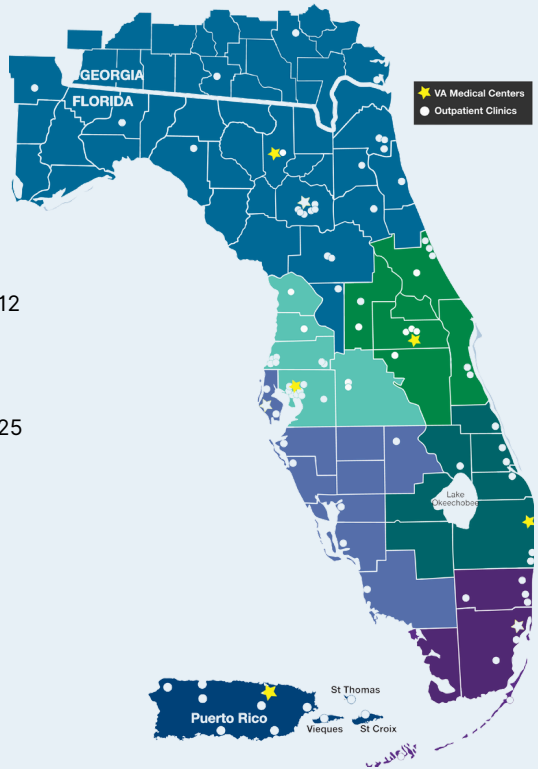 GEORGIA
FLORIDA
VA Medical Centers
Outpatient Clinics
12
25
Lake
Okeechobee
St Thomas
Puerto Rico
Vieques
St Croix